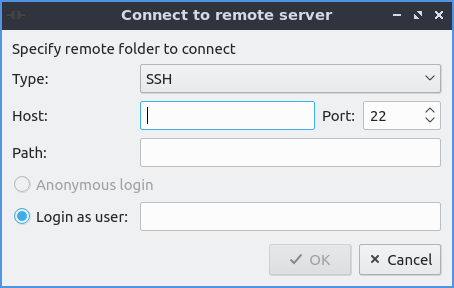 Connect to remote server
Specify remote folder to connect
Type: SSH
Host: Port: 22
Path:
Anonymous login
Login as user:
OK Cancel